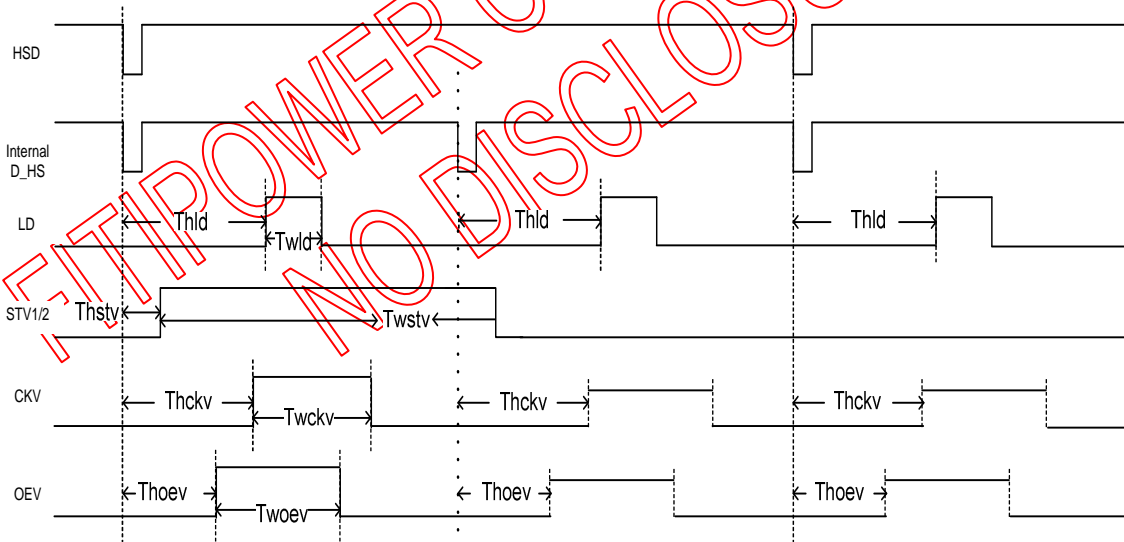 HSD
Internal
D_HS
LD
Thld
Twld
Thld
Thld
STV1/2
Thstv
Twstv
CKV
Thckv
Twckv
Thckv
Thckv
OEV
Thoev
Twoev
Thoev
Thoev
FITIPOWER
NO DISCLOS